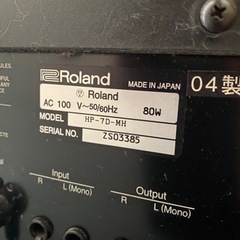 Roland
MADE IN JAPAN
04製
Roland
AC 100 V~50/60Hz 80W
MODEL HP-7D-MH
SERIAL NO. ZS03385
Input
R L (Mono)
Output
R L (Mono)